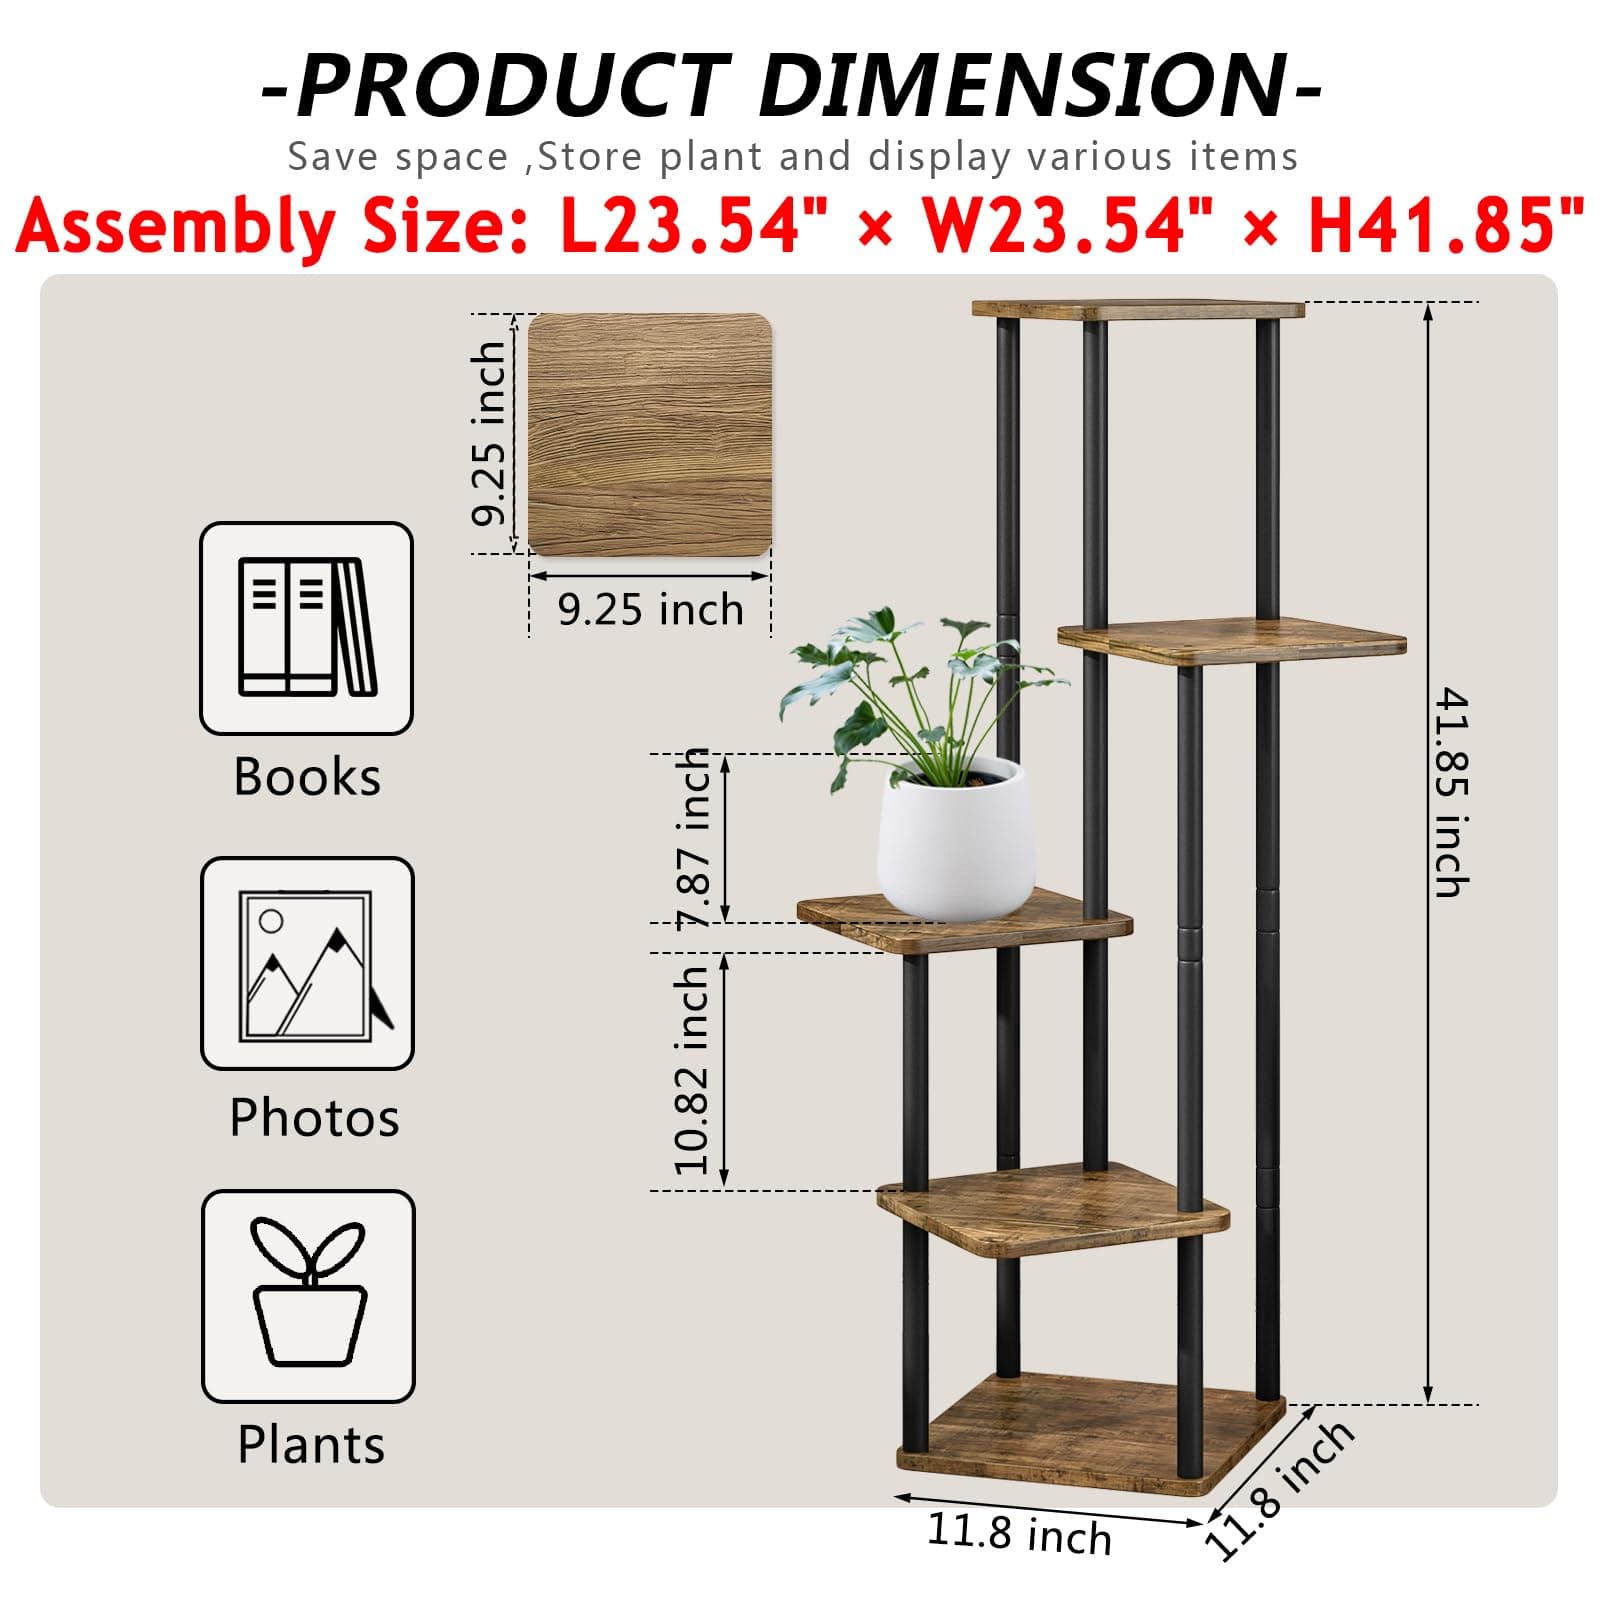 -PRODUCT DIMENSION-
Save space ,Store plant and display various items
Assembly Size: L23.54" × W23.54" × H41.85"
9.25 inch
9.25 inch
Books
41.85 inch
7.87 inch
10.82 inch
Photos
Plants
11.8 inch
11.8 inch